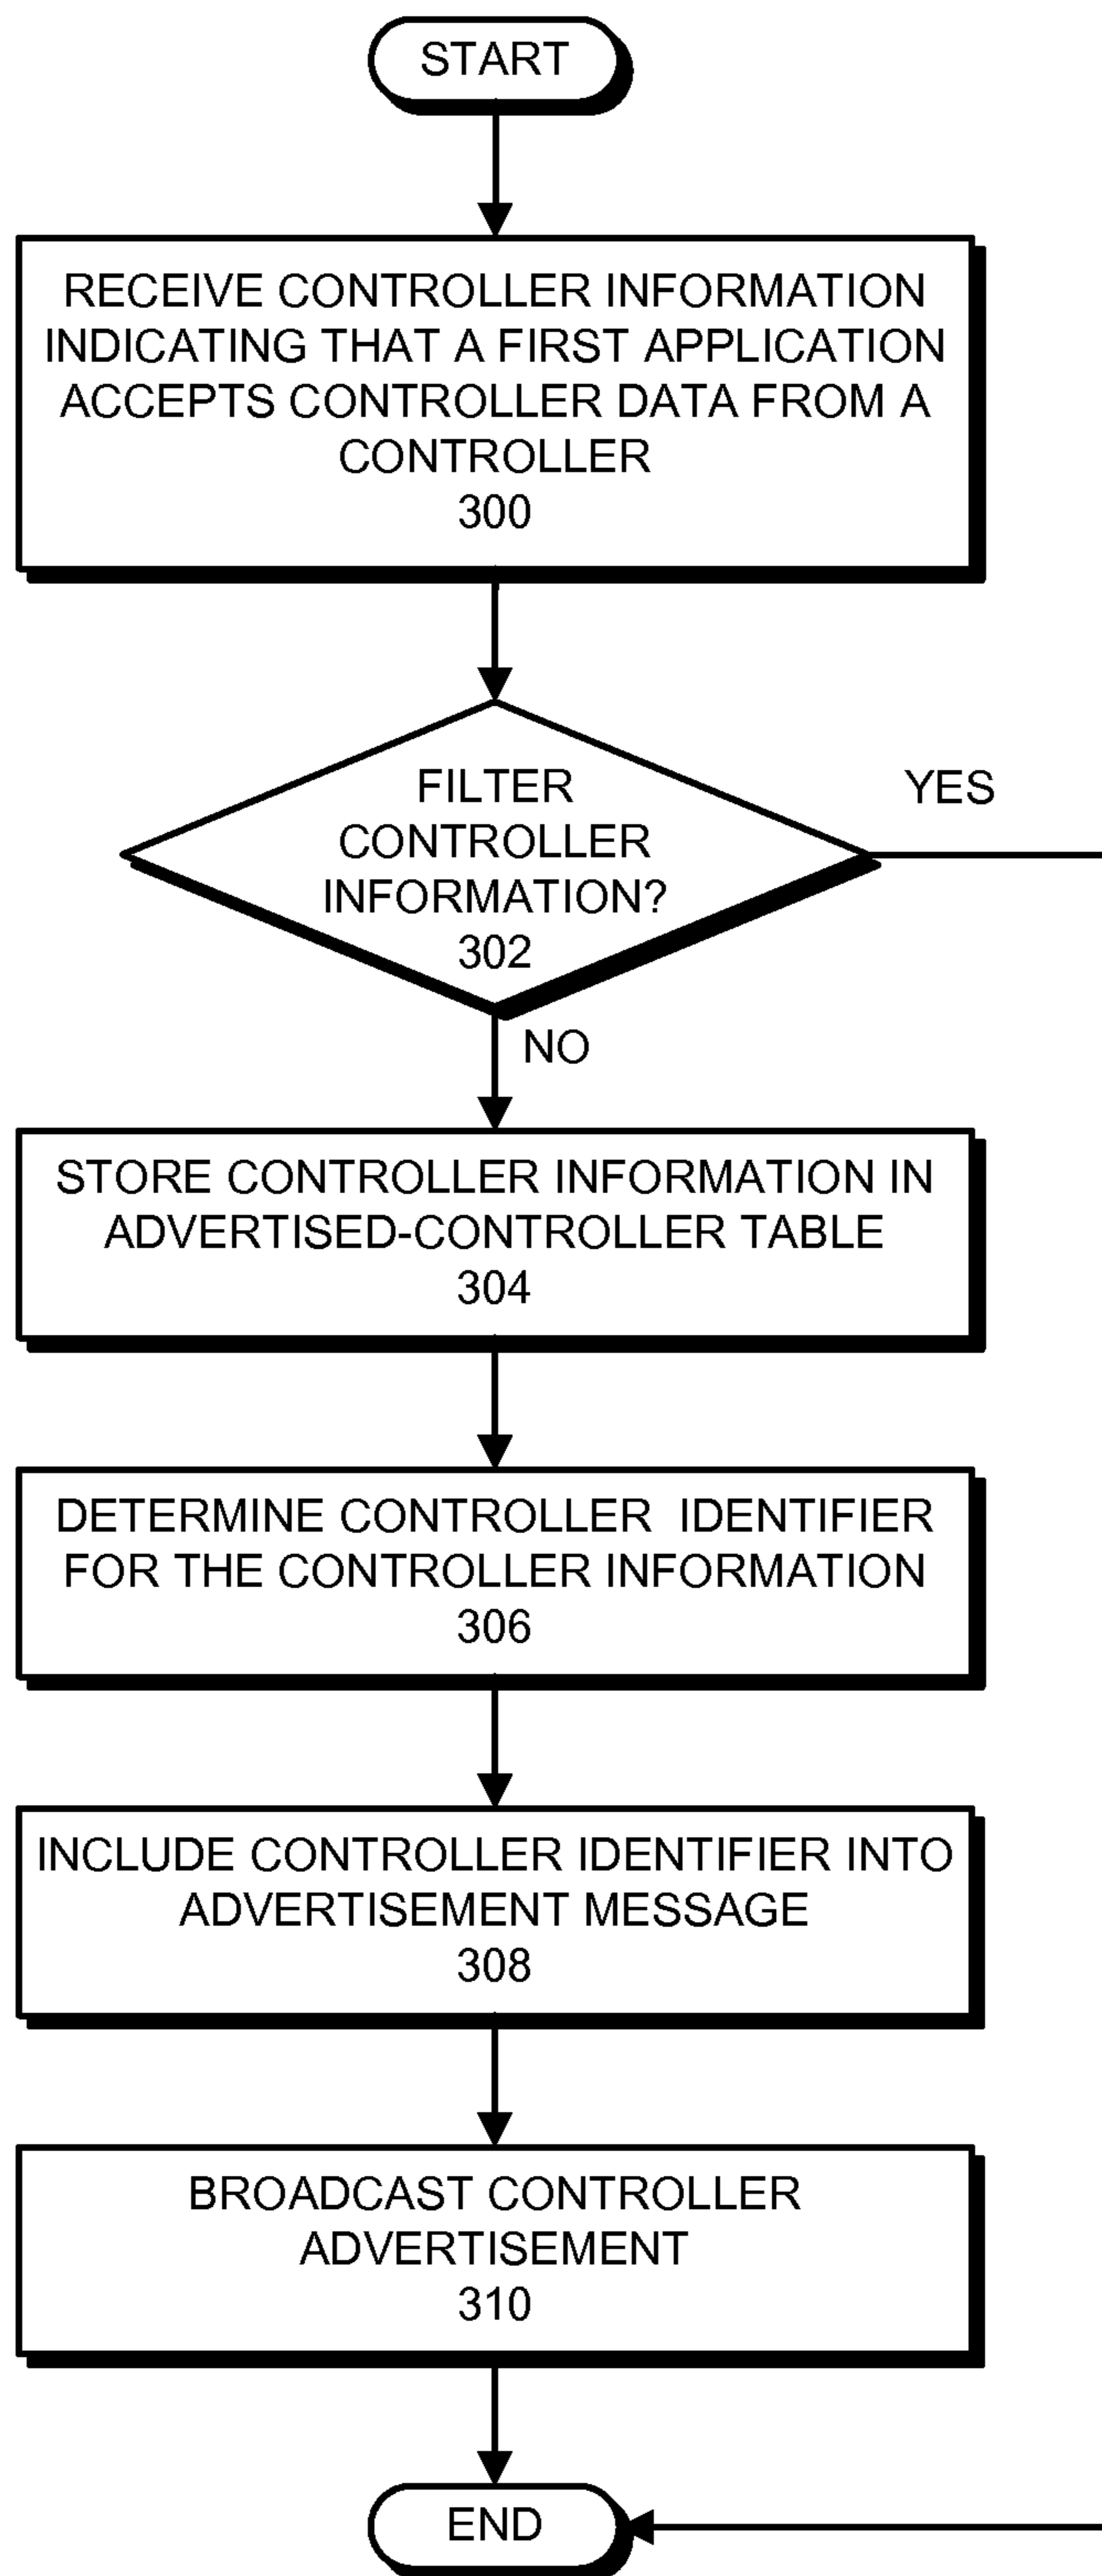 START
RECEIVE CONTROLLER INFORMATION
INDICATING THAT A FIRST APPLICATION
ACCEPTS CONTROLLER DATA FROM A
CONTROLLER
300
FILTER
CONTROLLER
INFORMATION?
302
YES
NO
STORE CONTROLLER INFORMATION IN
ADVERTISED-CONTROLLER TABLE
304
DETERMINE CONTROLLER IDENTIFIER
FOR THE CONTROLLER INFORMATION
306
INCLUDE CONTROLLER IDENTIFIER INTO
ADVERTISEMENT MESSAGE
308
BROADCAST CONTROLLER
ADVERTISEMENT
310
END